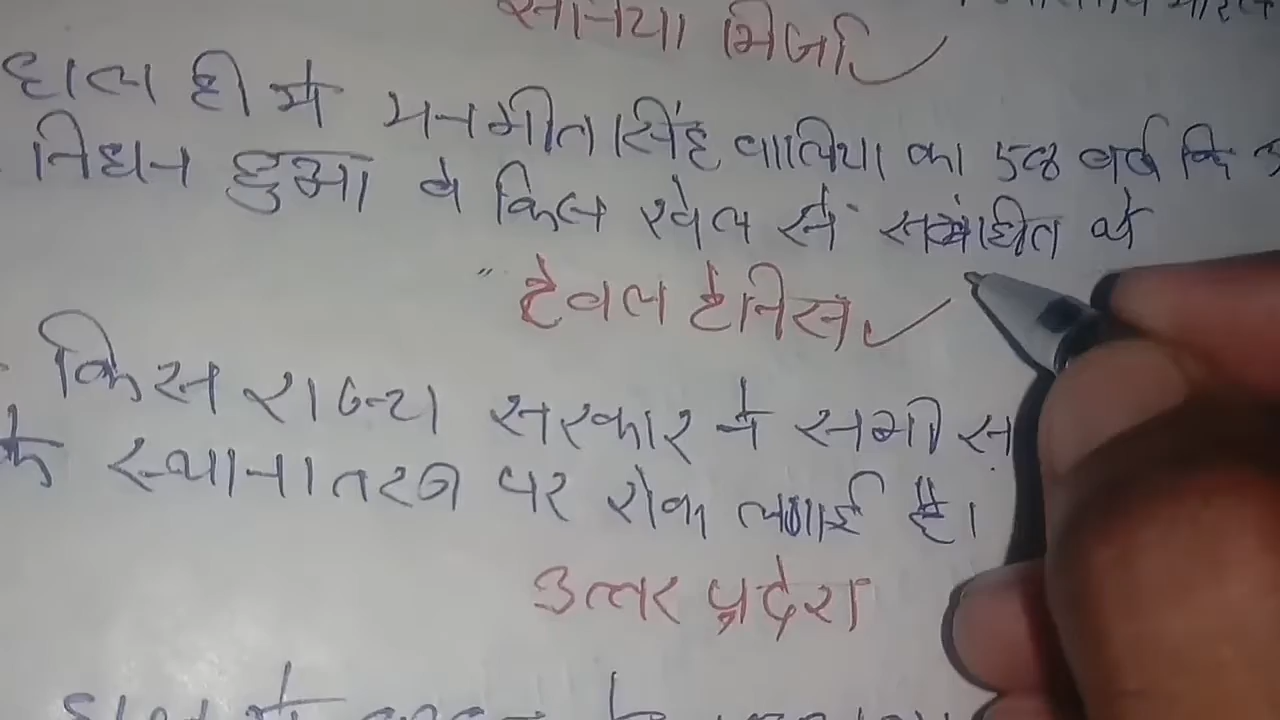 सानिया मिर्जा
हाल ही में मनमीत सिंह वालिया का 58 वर्ष कि
निधन हुआ वे किस खेल से सम्बंधित थे
टेबल टेनिस
किस राज्य सरकार ने सभी
के स्थानातरण पर रोक लगाई है।
उत्तर प्रदेश